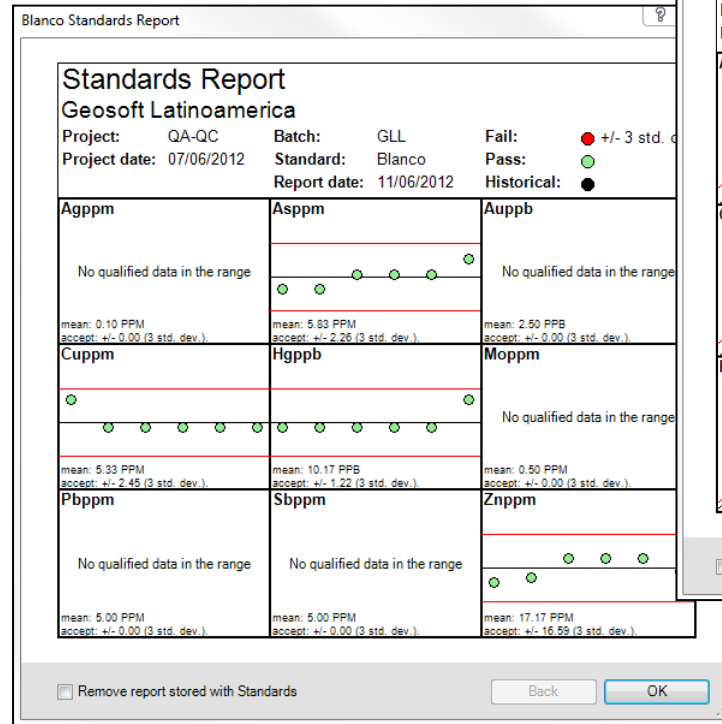 Blanco Standards Report
Standards Report
Geosoft Latinoamerica
Project: QA-QC Batch: GLL Fail: +/- 3 std.
Project date: 07/06/2012 Standard: Blanco Pass:
Report date: 11/06/2012 Historical:
Agppm Asppm Auppb
No qualified data in the range No qualified data in the range
mean: 0.10 PPM mean: 5.83 PPM mean: 2.50 PPB
accept: +/- 0.00 (3 std. dev.). accept: +/- 2.26 (3 std. dev.). accept: +/- 0.00 (3 std. dev.).
Cuppm Hgppb Moppm
No qualified data in the range
mean: 5.33 PPM mean: 10.17 PPB mean: 0.50 PPM
accept: +/- 2.45 (3 std. dev.). accept: +/- 1.22 (3 std. dev.). accept: +/- 0.00 (3 std. dev.).
Pbppm Sbppm Znppm
No qualified data in the range No qualified data in the range
mean: 5.00 PPM mean: 5.00 PPM mean: 17.17 PPM
accept: +/- 0.00 (3 std. dev.). accept: +/- 0.00 (3 std. dev.). accept: +/- 16.59 (3 std. dev.).
Remove report stored with Standards Back OK